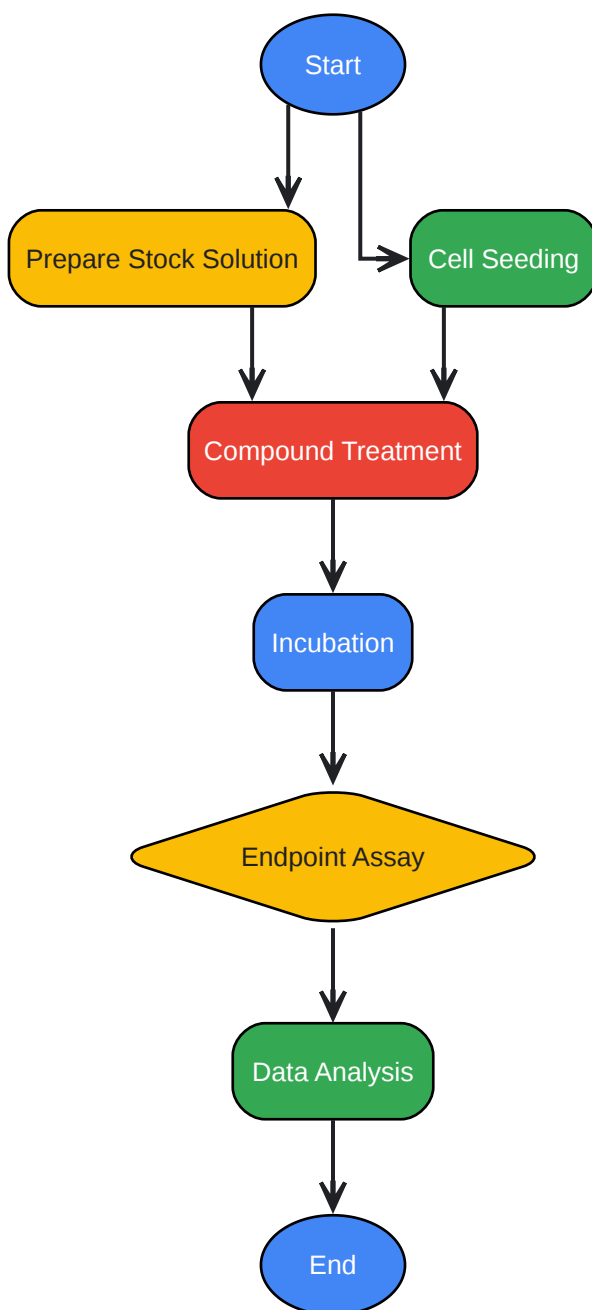 Start
Prepare Stock Solution
Cell Seeding
Compound Treatment
Incubation
Endpoint Assay
Data Analysis
End